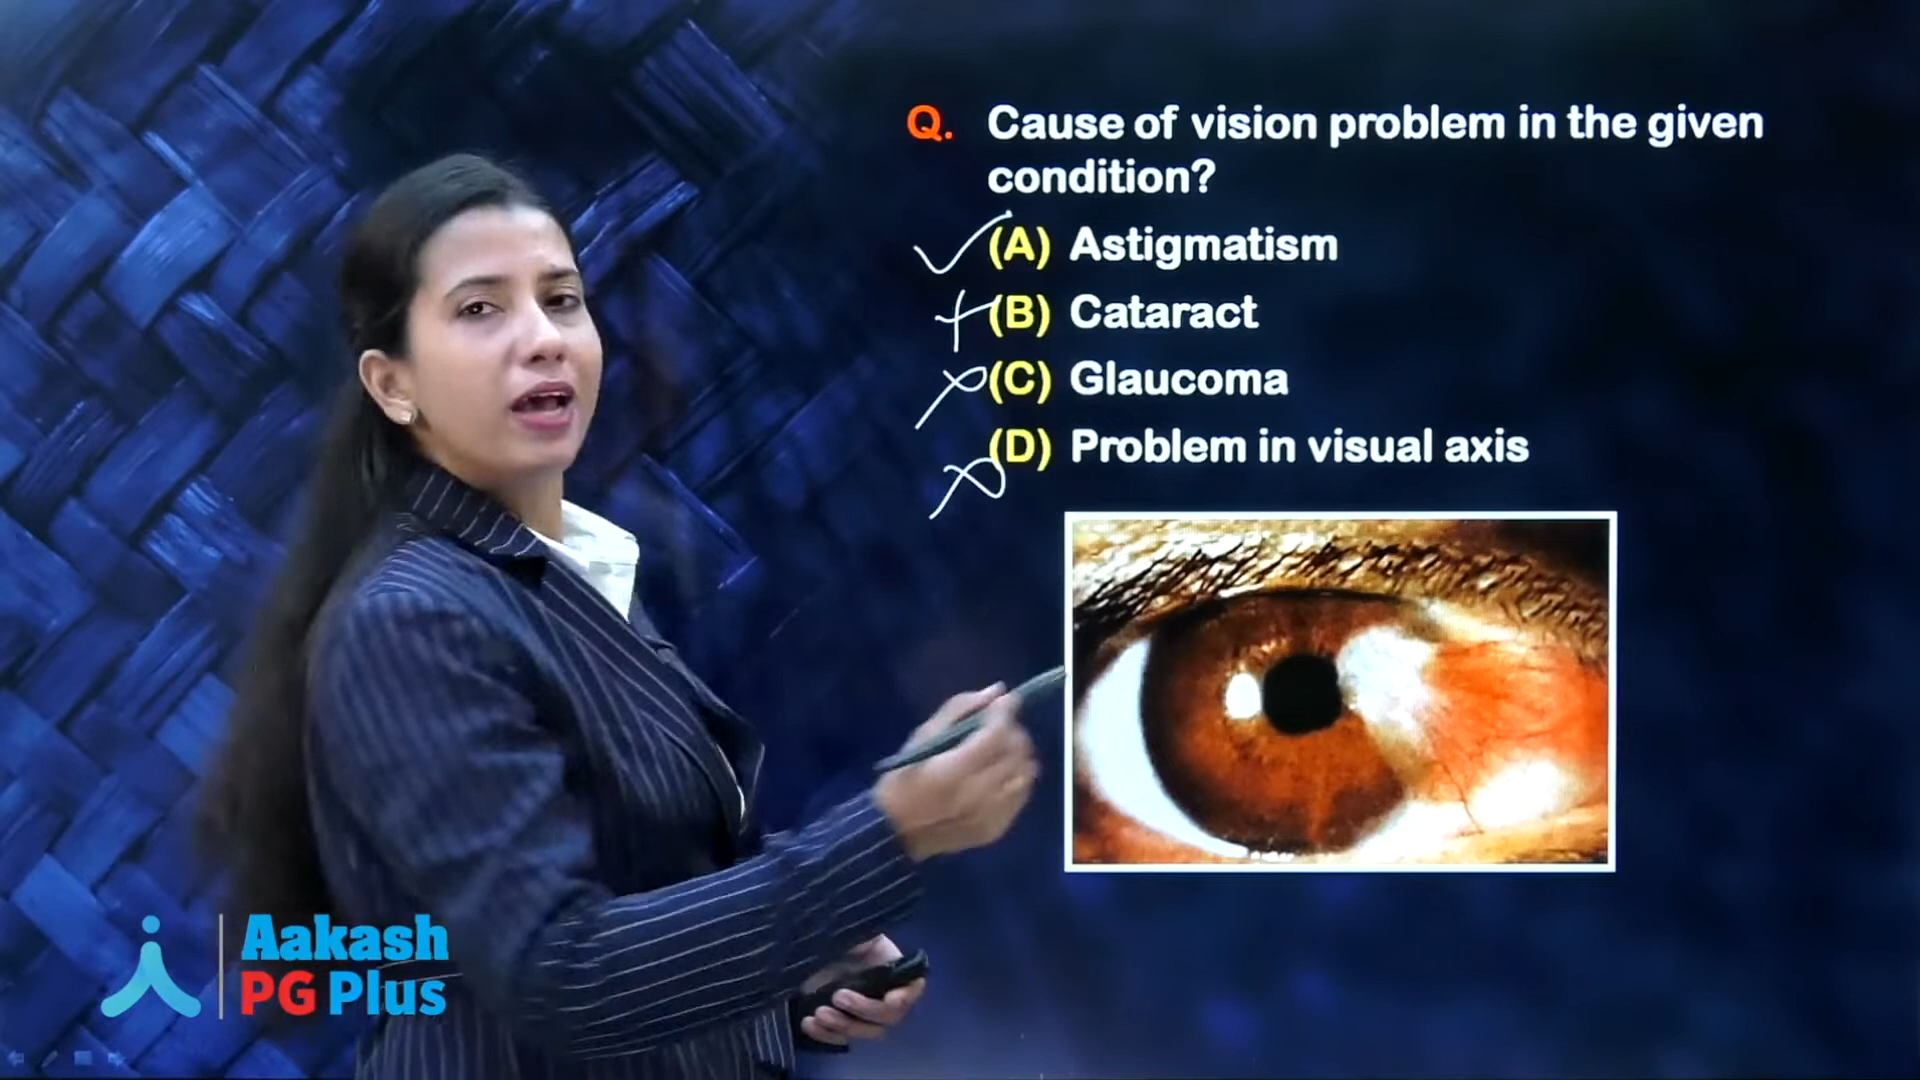 Q. Cause of vision problem in the given
condition?
(A) Astigmatism
(B) Cataract
(C) Glaucoma
(D) Problem in visual axis
Aakash
PG Plus